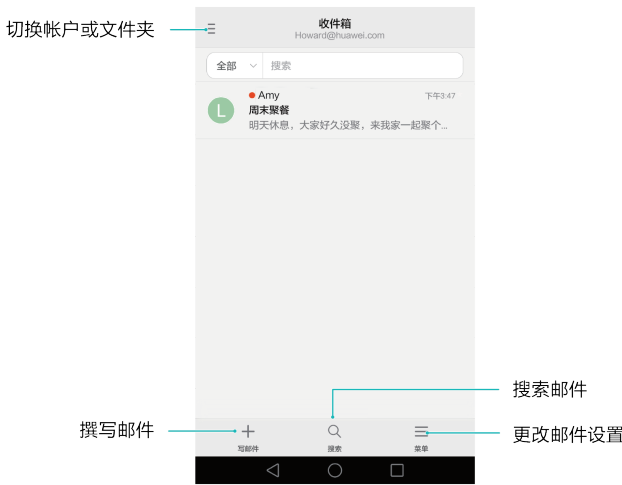 切换帐户或文件夹
收件箱
Howard@huawei.com
全部
搜索
L
Amy
下午3:47
周末聚餐
明天休息，大家好久没聚，来我家一起聚个...
搜索邮件
撰写邮件
更改邮件设置
写邮件
搜索
菜单